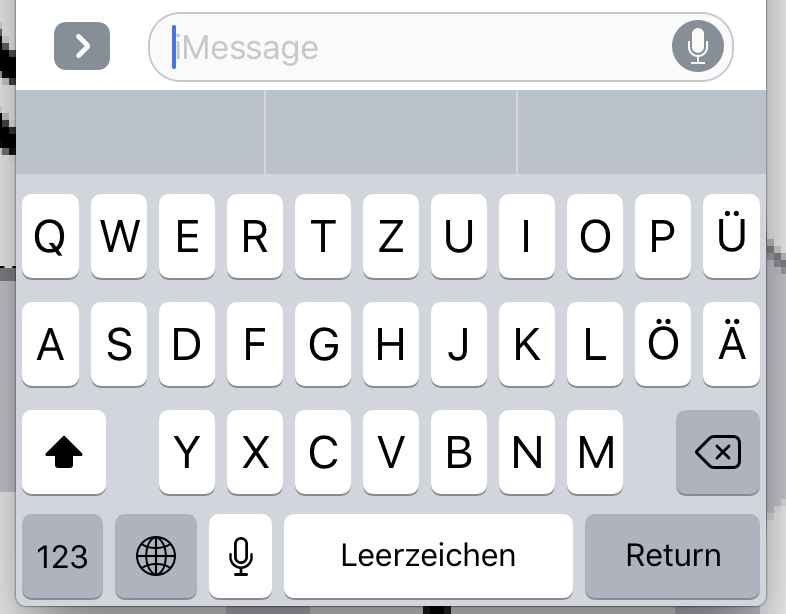 iMessage
Q W E R T Z U I O P Ü
A S D F G H J K L Ö Ä
Y X C V B N M
123 Leerzeichen Return